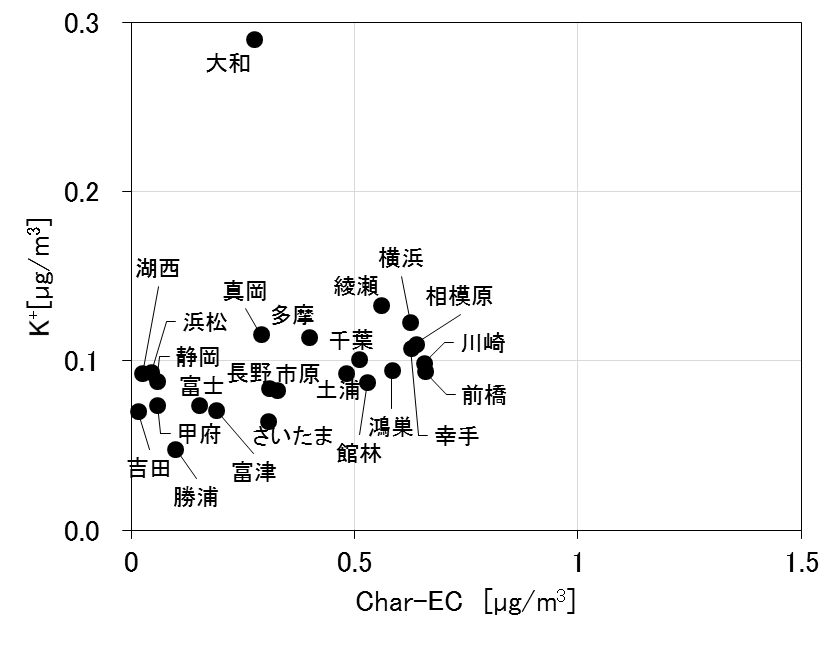 0.3
大和
0.2
K⁺[µg/m³]
横浜
湖西
綾瀬
真岡
相模原
多摩
浜松
千葉
川崎
静岡
0.1
長野
市原
富士
土浦
前橋
鴻巣
幸手
甲府
さいたま
館林
吉田
富津
勝浦
0.0
0
0.5
1
1.5
Char-EC [µg/m³]